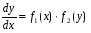 dy/dx = f₁(x) · f₂(y)